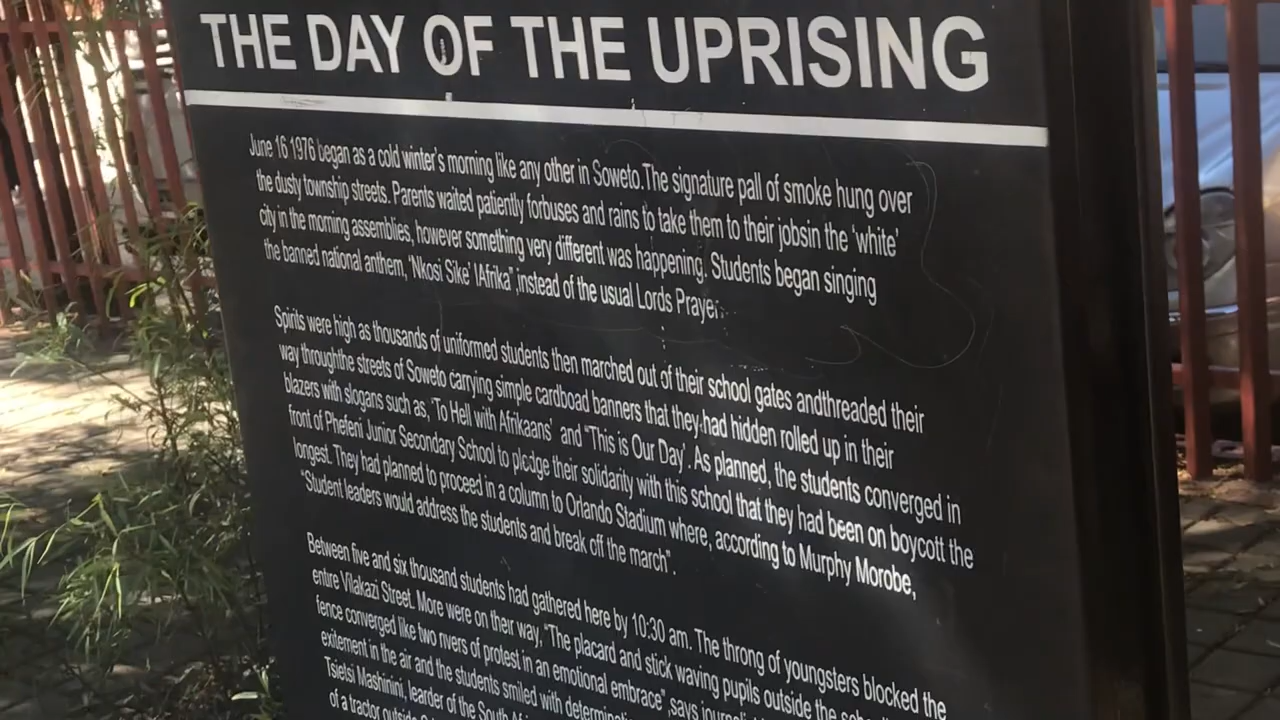 THE DAY OF THE UPRISING
June 16 1976 began as a cold winter's morning like any other in Soweto.The signature pall of smoke hung over
the dusty township streets. Parents waited patiently forbuses and rains to take them to their jobsin the 'white'
city in the morning assemblies, however something very different was happening. Students began singing
the banned national anthem, 'Nkosi Sike' lAfrika",instead of the usual Lords Prayer.
Spirits were high as thousands of uniformed students then marched out of their school gates andthreaded their
way throughthe streets of Soweto carrying simple cardboad banners that they had hidden rolled up in their
blazers with slogans such as, 'To Hell with Afrikaans' and "This is Our Day'. As planned, the students converged in
front of Phefeni Junior Secondary School to pledge their solidarity with this school that they had been on boycott the
longest. They had planned to proceed in a column to Orlando Stadium where, according to Murphy Morobe,
"Student leaders would address the students and break off the march".
Between five and six thousand students had gathered here by 10:30 am. The throng of youngsters blocked the
entire Vilakazi Street. More were on their way, "The placard and stick waving pupils outside the
fence converged like two rivers of protest in an emotional embrace",says
exitement in the air and the students smiled with
Tsietsi Mashinini, learder of the South
of a tractor outside